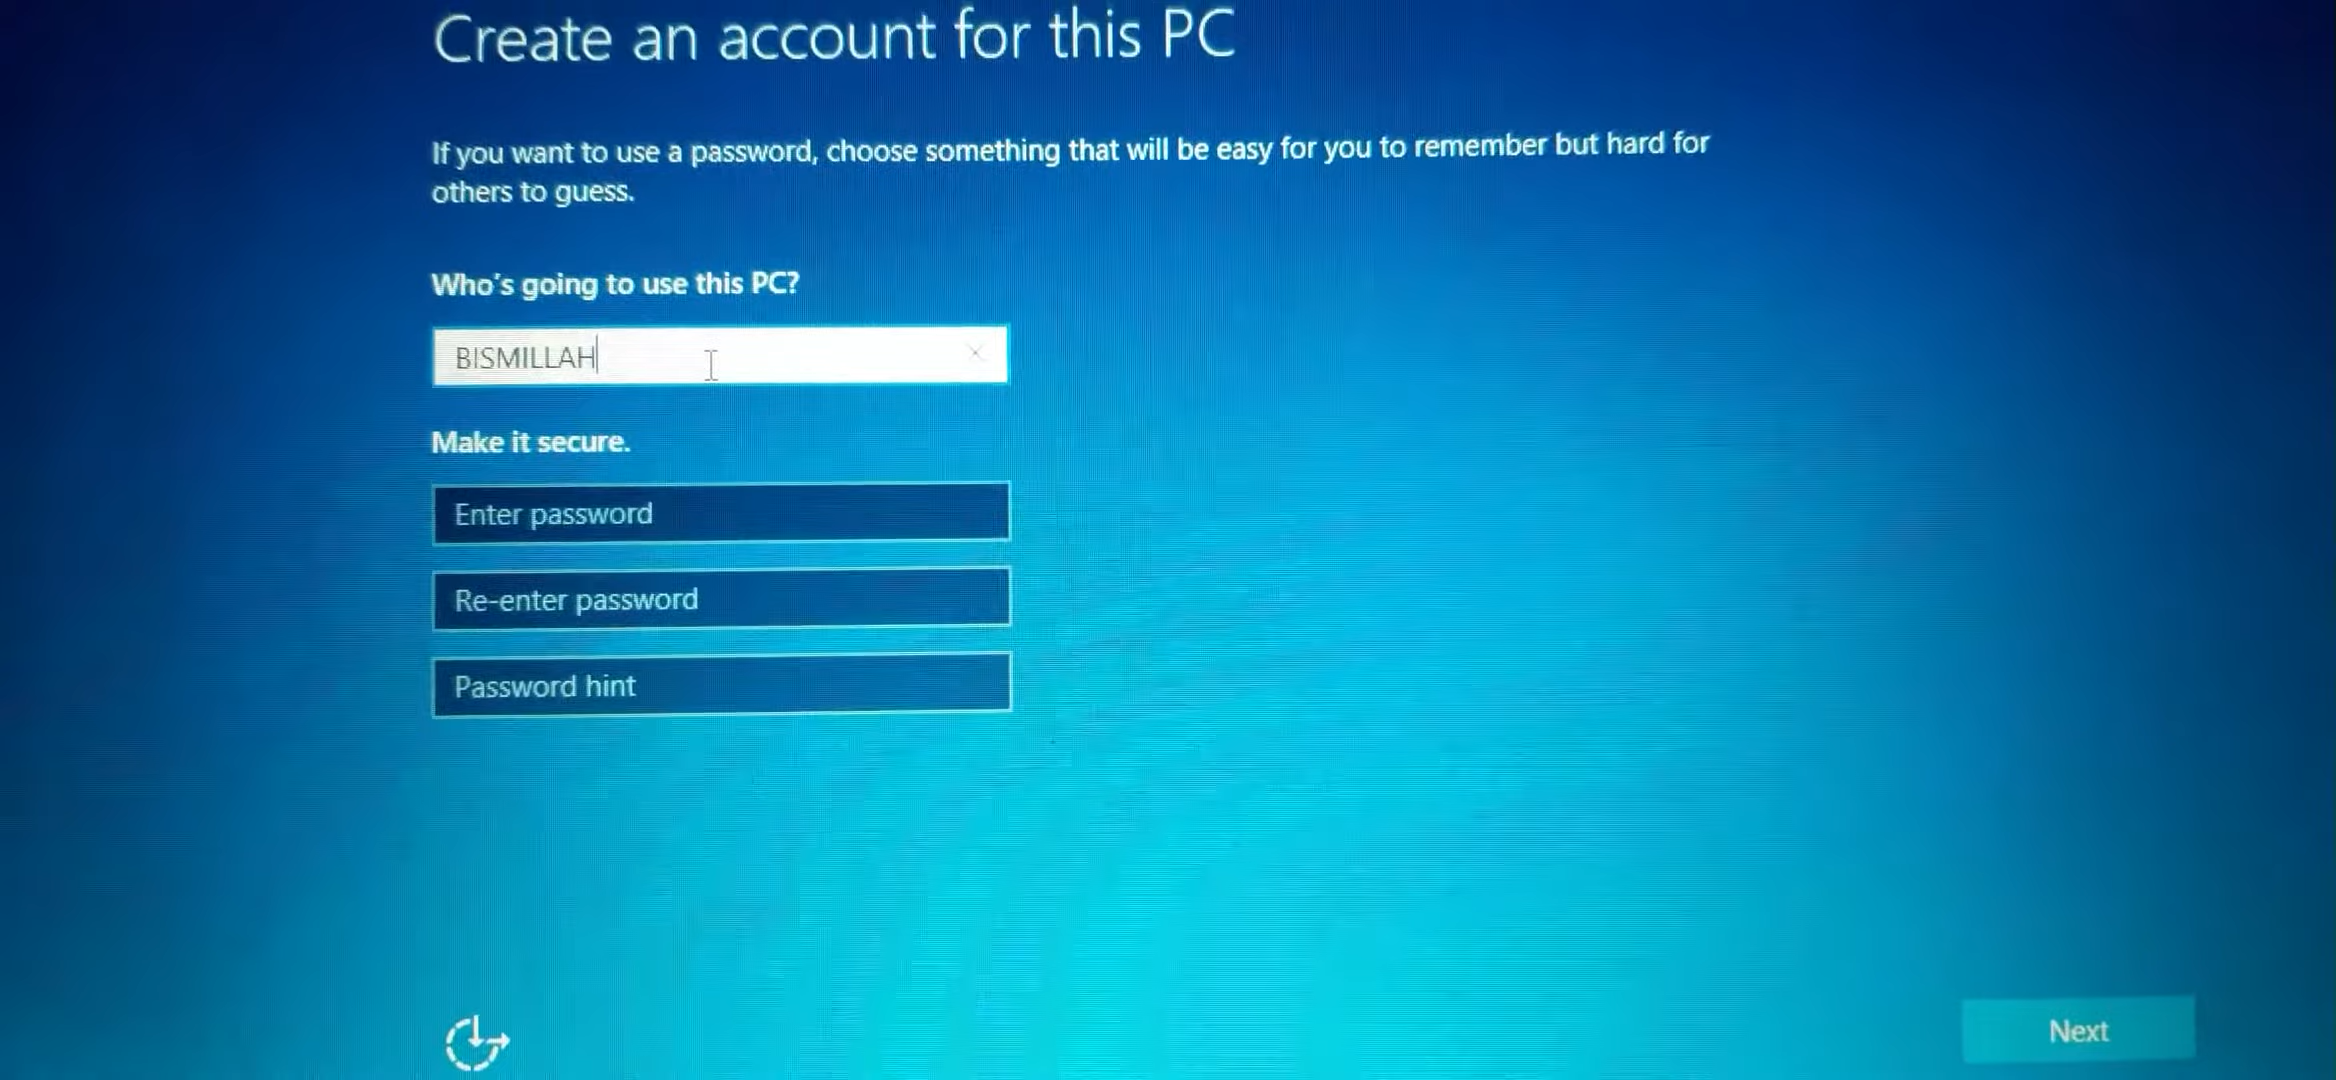 Create an account for this PC
If you want to use a password, choose something that will be easy for you to remember but hard for
others to guess.
Who's going to use this PC?
BISMILLAH
Make it secure.
Enter password
Re-enter password
Password hint
Next